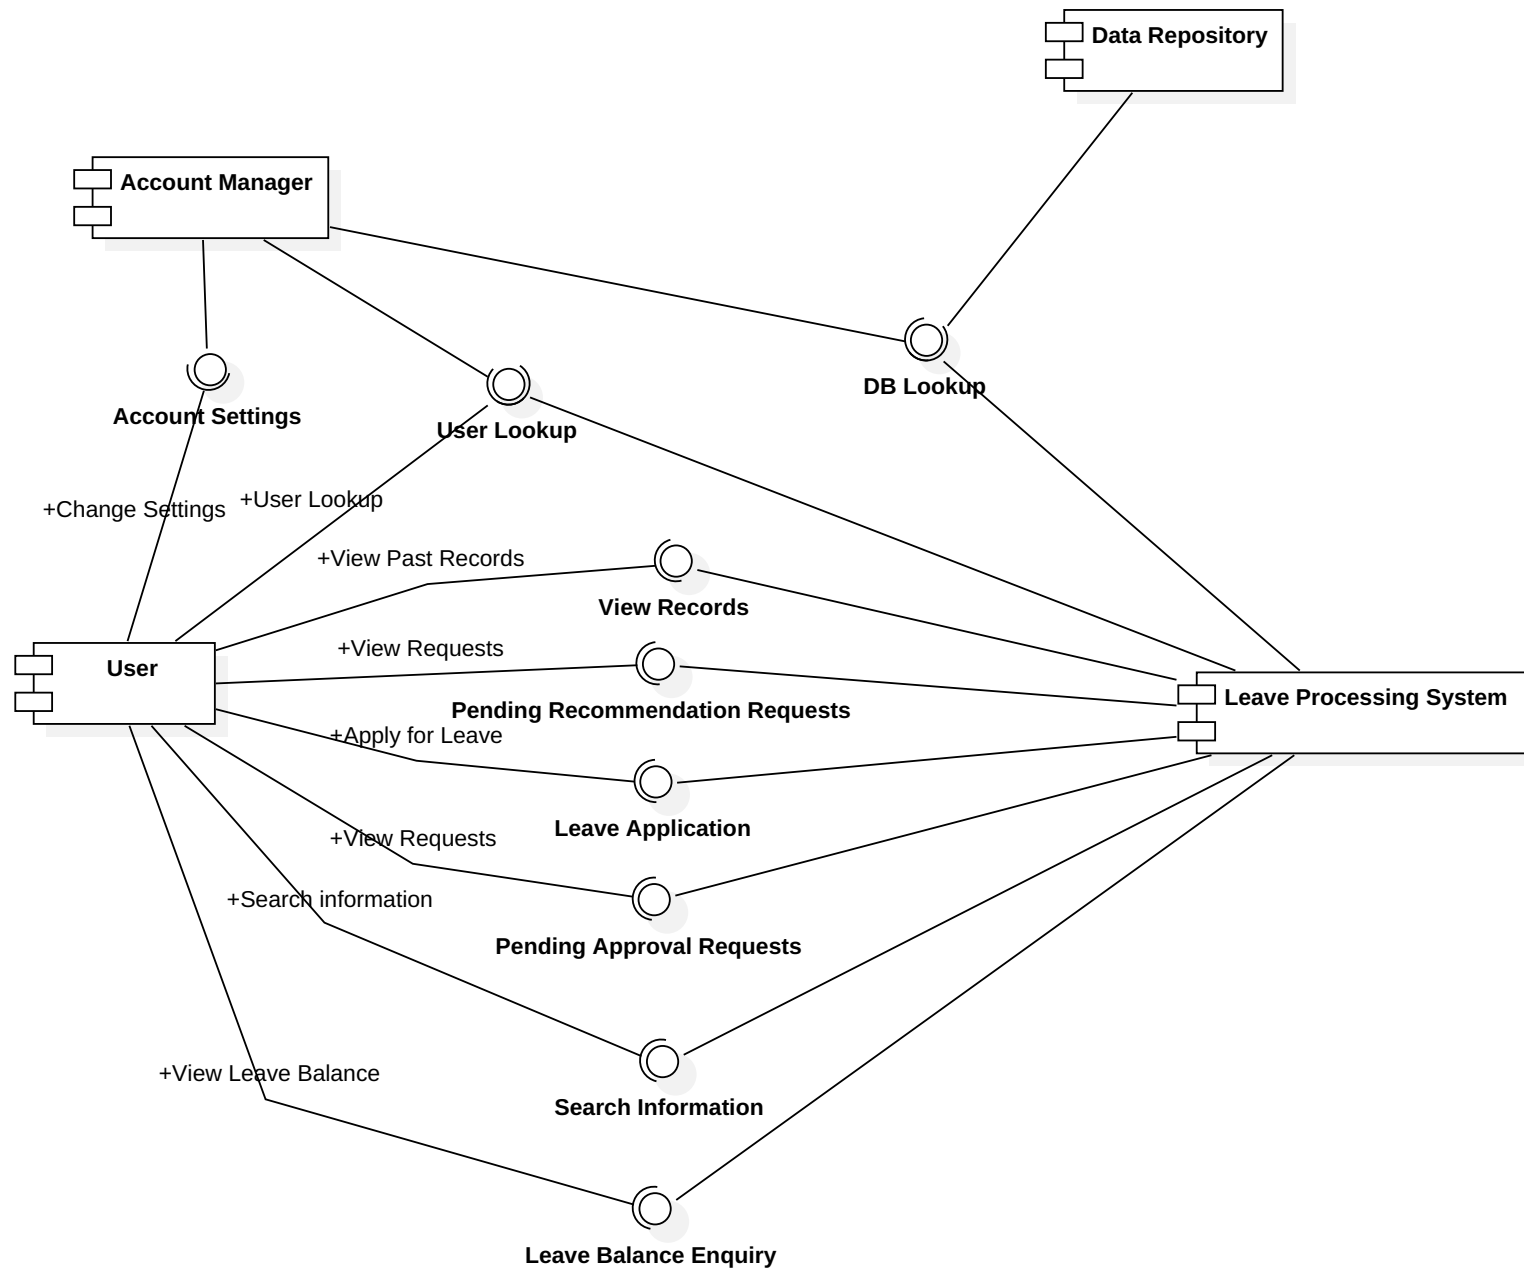 Data Repository
Account Manager
DB Lookup
Account Settings
User Lookup
+Change Settings
+User Lookup
+View Past Records
View Records
+View Requests
User
Leave Processing System
Pending Recommendation Requests
+Apply for Leave
Leave Application
+View Requests
+Search information
Pending Approval Requests
+View Leave Balance
Search Information
Leave Balance Enquiry